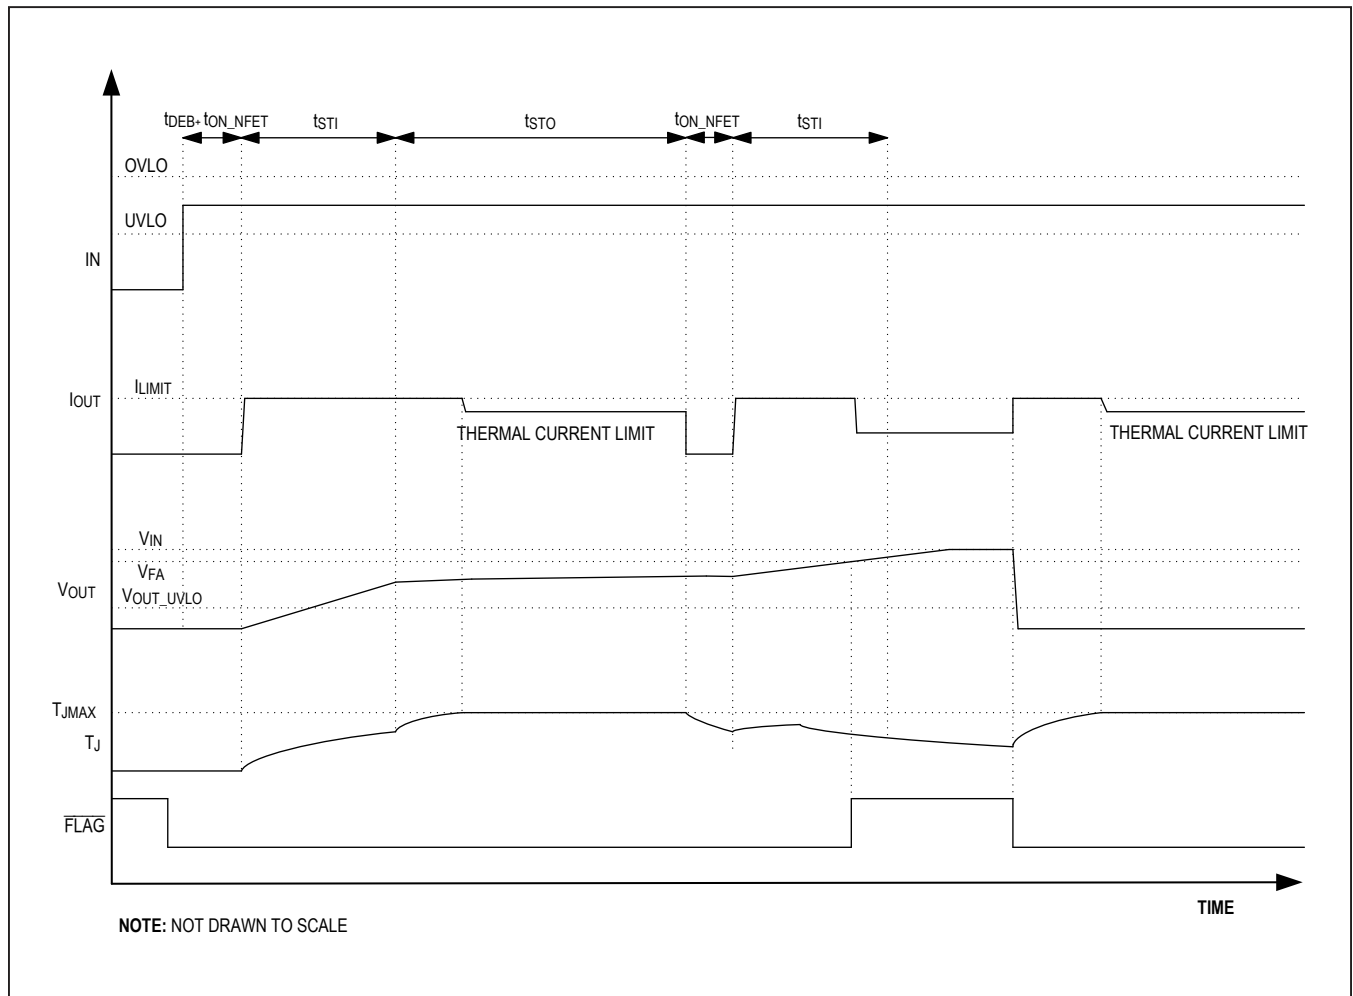 tDEB+ tON_NFET tSTI tSTO tON_NFET tSTI
OVLO
UVLO
IN
ILIMIT
IOUT
THERMAL CURRENT LIMIT THERMAL CURRENT LIMIT
VIN
VFA
VOUT
VOUT_UVLO
TJMAX
TJ
FLAG
TIME
NOTE: NOT DRAWN TO SCALE